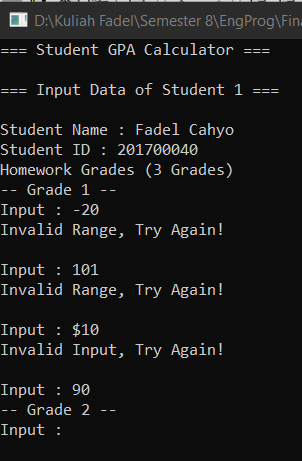 D:\Kuliah Fadel\Semester 8\EngProg\Fina
=== Student GPA Calculator ===
=== Input Data of Student 1 ===
Student Name : Fadel Cahyo
Student ID : 201700040
Homework Grades (3 Grades)
-- Grade 1 --
Input : -20
Invalid Range, Try Again!
Input : 101
Invalid Range, Try Again!
Input : $10
Invalid Input, Try Again!
Input : 90
-- Grade 2 --
Input :